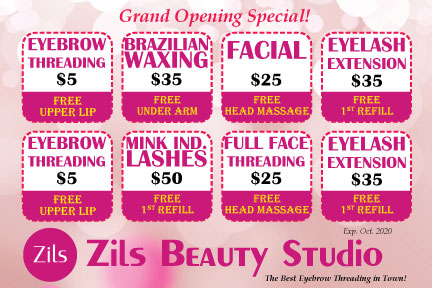 Grand Opening Special!
EYEBROW
THREADING
$5
FREE
UPPER LIP
BRAZILIAN
WAXING
$35
FREE
UNDER ARM
FACIAL
$25
FREE
HEAD MASSAGE
EYELASH
EXTENSION
$35
FREE
1ST REFILL
EYEBROW
THREADING
$5
FREE
UPPER LIP
MINK IND.
LASHES
$50
FREE
1ST REFILL
FULL FACE
THREADING
$25
FREE
HEAD MASSAGE
EYELASH
EXTENSION
$35
FREE
1ST REFILL
Exp. Oct. 2020
Zils
Zils Beauty Studio
The Best Eyebrow Threading in Town!